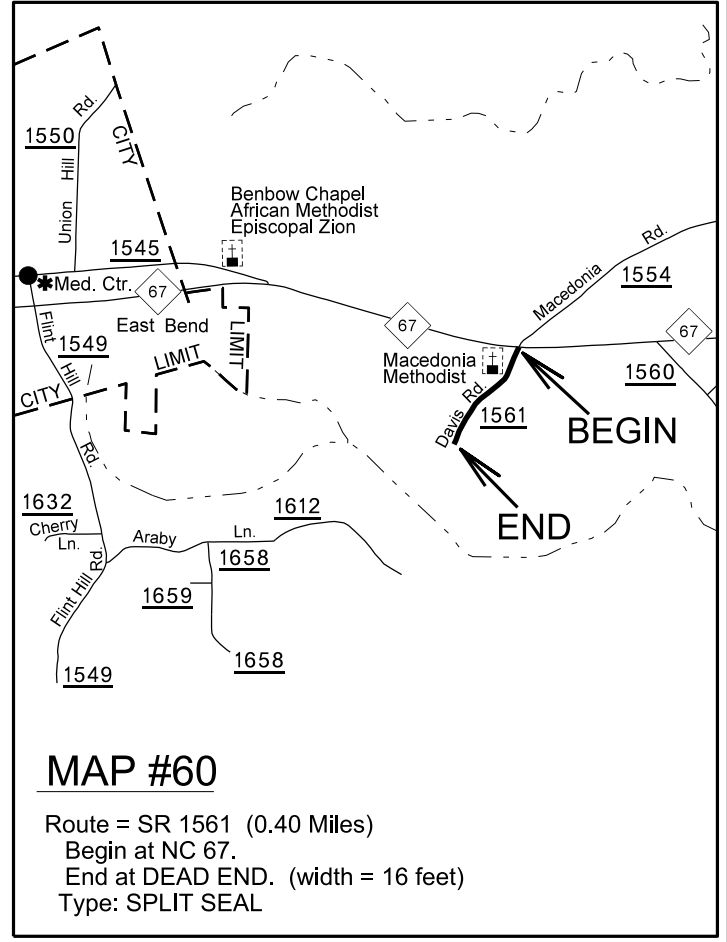 1550
Rd.
Hill
Union
CITY
1545
Benbow Chapel
African Methodist
Episcopal Zion
Med. Ctr.
67
East Bend
Flint
Hill
Rd.
1549
CITY
LIMIT
LIMIT
67
Macedonia
Rd.
1554
67
Macedonia
Methodist
1560
Davis Rd.
1561
BEGIN
END
1632
Cherry
Ln.
Araby
Ln.
1612
1658
1659
1658
Flint Hill Rd.
1549
MAP #60
Route = SR 1561 (0.40 Miles)
Begin at NC 67.
End at DEAD END. (width = 16 feet)
Type: SPLIT SEAL